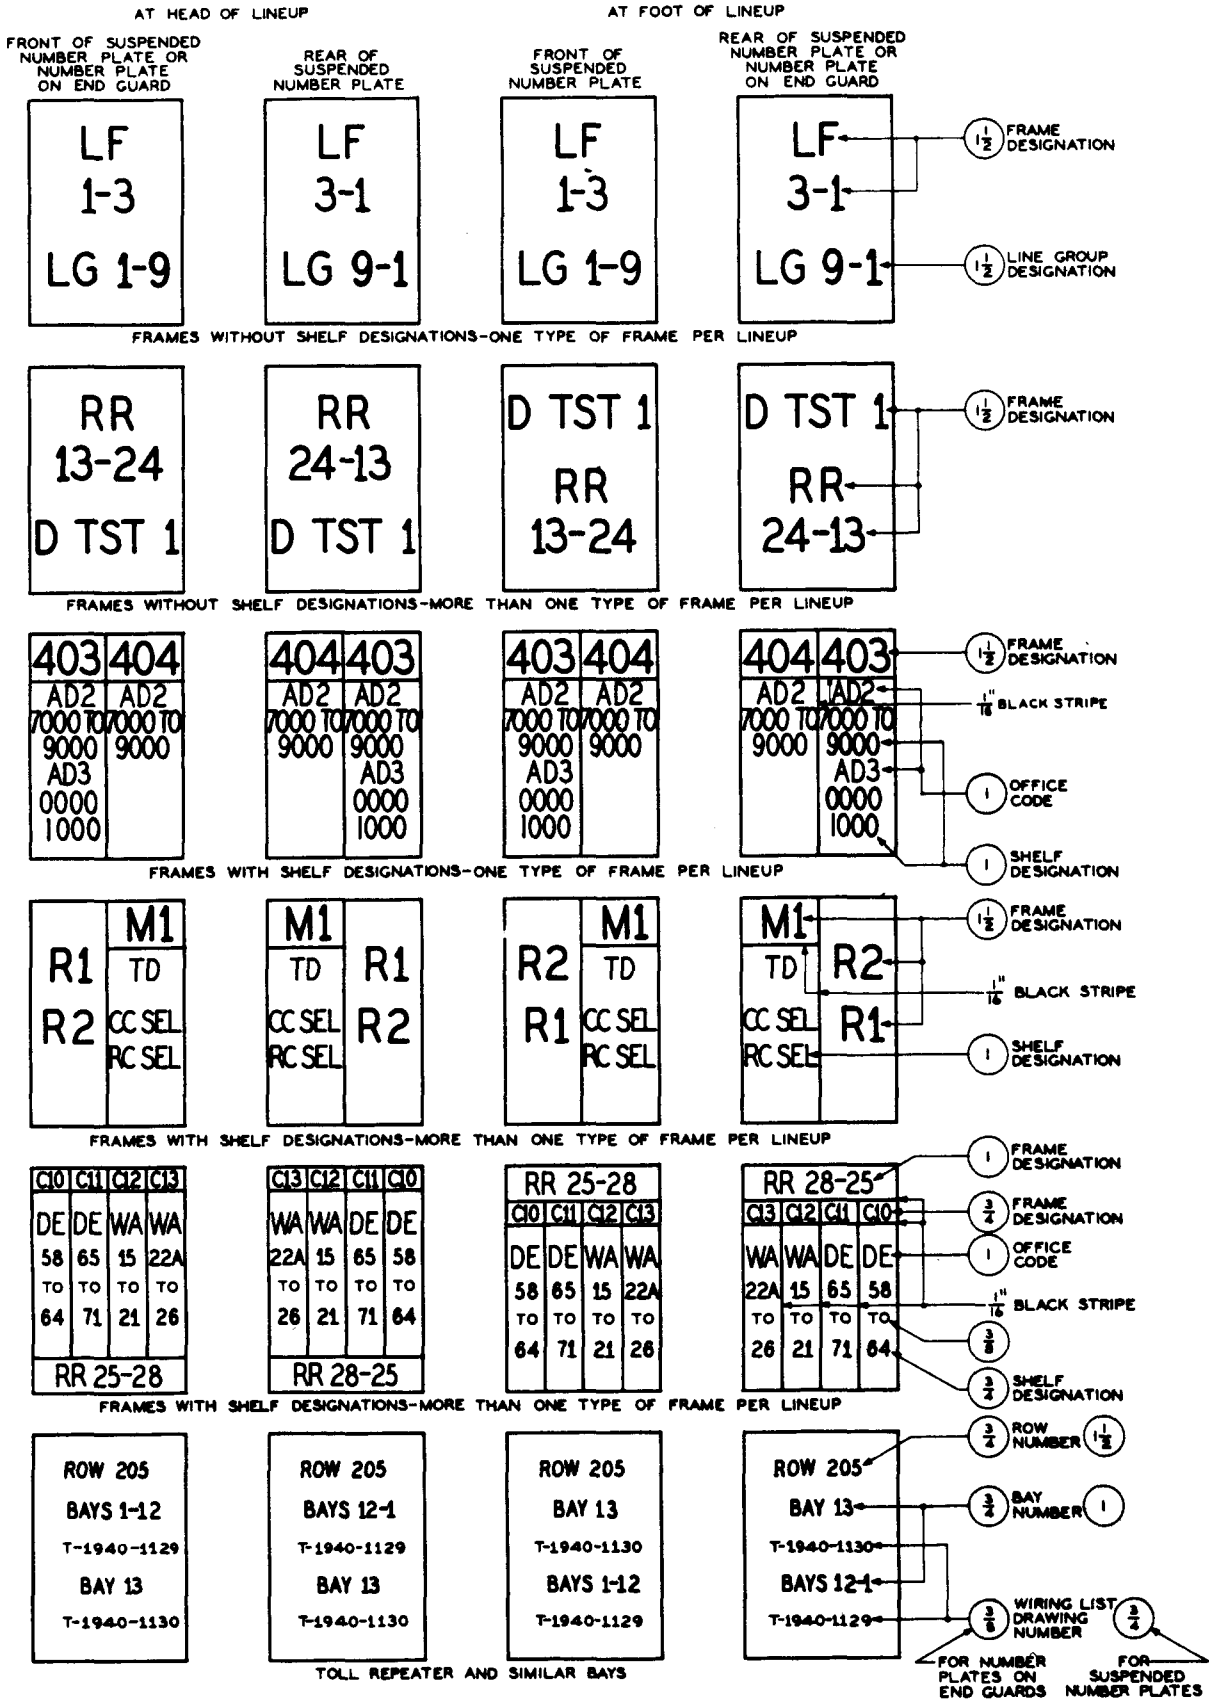 AT HEAD OF LINEUP
AT FOOT OF LINEUP
FRONT OF SUSPENDED
NUMBER PLATE OR
NUMBER PLATE
ON END GUARD
REAR OF
SUSPENDED
NUMBER PLATE
FRONT OF
SUSPENDED
NUMBER PLATE
REAR OF SUSPENDED
NUMBER PLATE OR
NUMBER PLATE
ON END GUARD
LF
1-3
LG 1-9
LF
3-1
LG 9-1
LF
1-3
LG 1-9
LF
3-1
LG 9-1
1 1/2 FRAME
DESIGNATION
1 1/2 LINE GROUP
DESIGNATION
FRAMES WITHOUT SHELF DESIGNATIONS-ONE TYPE OF FRAME PER LINEUP
RR
13-24
D TST 1
RR
24-13
D TST 1
D TST 1
RR
13-24
D TST 1
RR
24-13
1 1/2 FRAME
DESIGNATION
FRAMES WITHOUT SHELF DESIGNATIONS-MORE THAN ONE TYPE OF FRAME PER LINEUP
403 404
AD2 AD2
7000 TO 7000 TO
9000 9000
AD3
0000
1000
404 403
AD2 AD2
7000 TO 7000 TO
9000 9000
AD3
0000
1000
403 404
AD2 AD2
7000 TO 7000 TO
9000 9000
AD3
0000
1000
404 403
AD2 AD2
7000 TO 7000 TO
9000 9000
AD3
0000
1000
1 1/2 FRAME
DESIGNATION
1/16" BLACK STRIPE
1 OFFICE
CODE
1 SHELF
DESIGNATION
FRAMES WITH SHELF DESIGNATIONS-ONE TYPE OF FRAME PER LINEUP
R1
R2
M1
TD
CC SEL
RC SEL
M1
TD
CC SEL
RC SEL
R1
R2
R2
R1
M1
TD
CC SEL
RC SEL
M1
TD
CC SEL
RC SEL
R2
R1
1 1/2 FRAME
DESIGNATION
1/16" BLACK STRIPE
1 SHELF
DESIGNATION
FRAMES WITH SHELF DESIGNATIONS-MORE THAN ONE TYPE OF FRAME PER LINEUP
C10 C11 C12 C13
DE DE WA WA
58 65 15 22A
TO TO TO TO
64 71 21 26
RR 25-28
C13 C12 C11 C10
WA WA DE DE
22A 15 65 58
TO TO TO TO
26 21 71 64
RR 28-25
RR 25-28
C10 C11 C12 C13
DE DE WA WA
58 65 15 22A
TO TO TO TO
64 71 21 26
RR 28-25
C13 C12 C11 C10
WA WA DE DE
22A 15 65 58
TO TO TO TO
26 21 71 64
1 FRAME
DESIGNATION
3/4 FRAME
DESIGNATION
1 OFFICE
CODE
1/16" BLACK STRIPE
3/8
3/4 SHELF
DESIGNATION
FRAMES WITH SHELF DESIGNATIONS-MORE THAN ONE TYPE OF FRAME PER LINEUP
ROW 205
BAYS 1-12
T-1940-1129
BAY 13
T-1940-1130
ROW 205
BAYS 12-1
T-1940-1129
BAY 13
T-1940-1130
ROW 205
BAY 13
T-1940-1130
BAYS 1-12
T-1940-1129
ROW 205
BAY 13
T-1940-1130
BAYS 12-1
T-1940-1129
3/4 ROW
NUMBER 1 1/2
3/4 BAY
NUMBER 1
3/8 WIRING LIST
DRAWING
NUMBER 3/4
FOR NUMBER
PLATES ON
END GUARDS
FOR
SUSPENDED
NUMBER PLATES
TOLL REPEATER AND SIMILAR BAYS